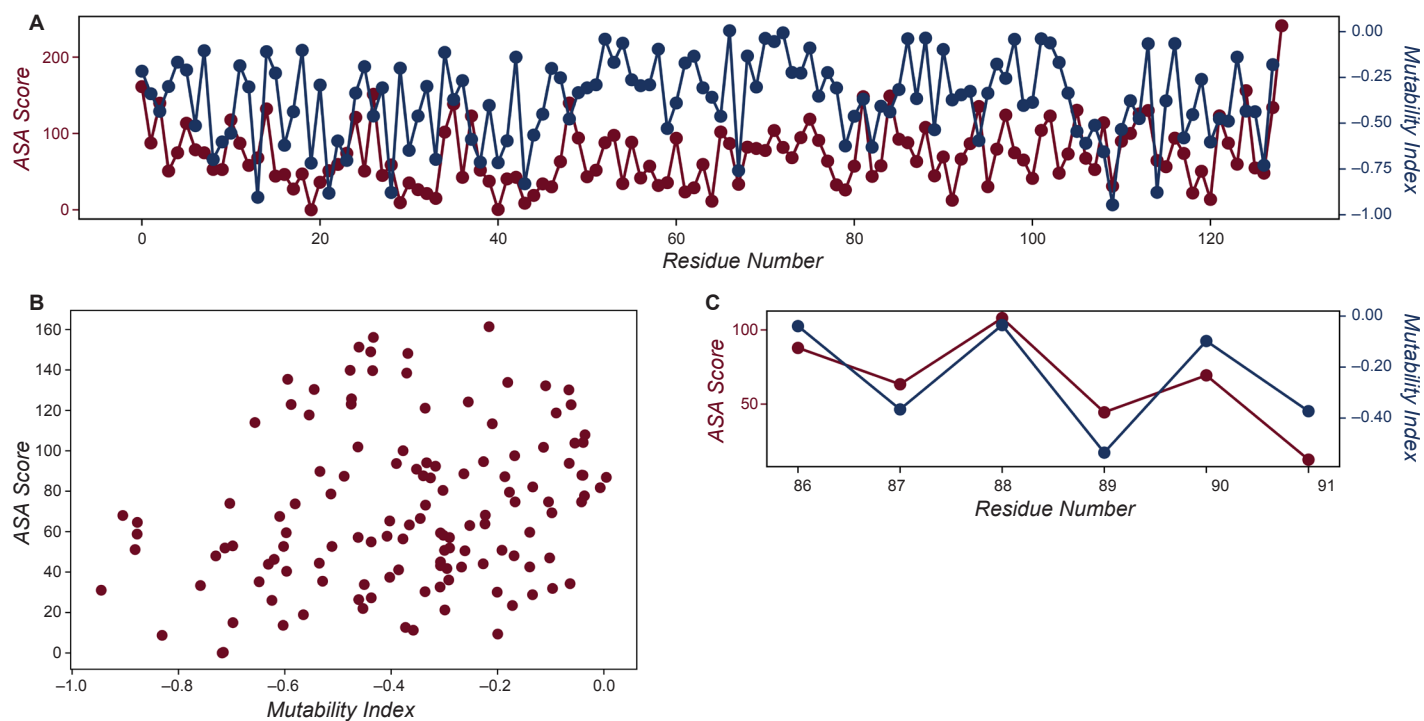 A
ASA Score
200
100
0
0.00
−0.25
−0.50
−0.75
−1.00
Mutability Index
0 20 40 60 80 100 120
Residue Number
B
ASA Score
160
140
120
100
80
60
40
20
0
−1.0 −0.8 −0.6 −0.4 −0.2 0.0
Mutability Index
C
ASA Score
100
50
0.00
−0.20
−0.40
Mutability Index
86 87 88 89 90 91
Residue Number